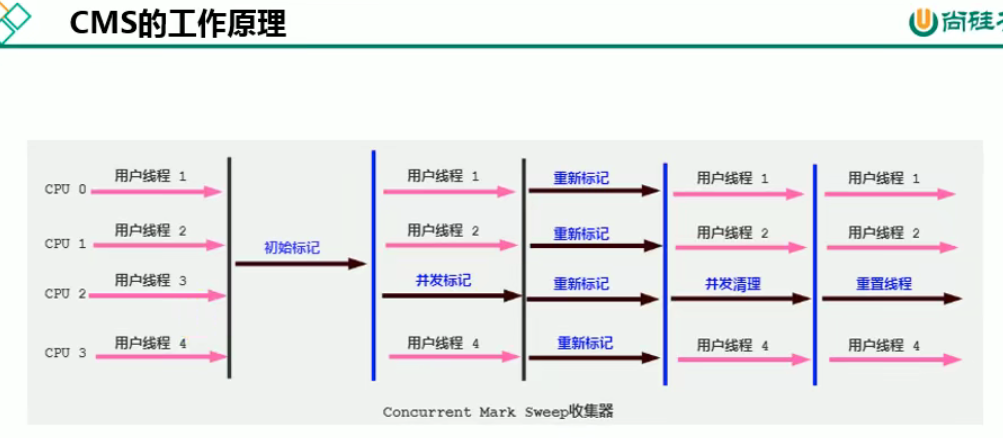 CMS的工作原理
尚硅
用户线程 1 用户线程 1 重新标记 用户线程 1 用户线程 1
CPU 0
用户线程 2 用户线程 2 重新标记 用户线程 2 用户线程 2
CPU 1
初始标记
用户线程 3 并发标记 重新标记 并发清理 重置线程
CPU 2
用户线程 4 用户线程 4 重新标记 用户线程 4 用户线程 4
CPU 3
Concurrent Mark Sweep收集器